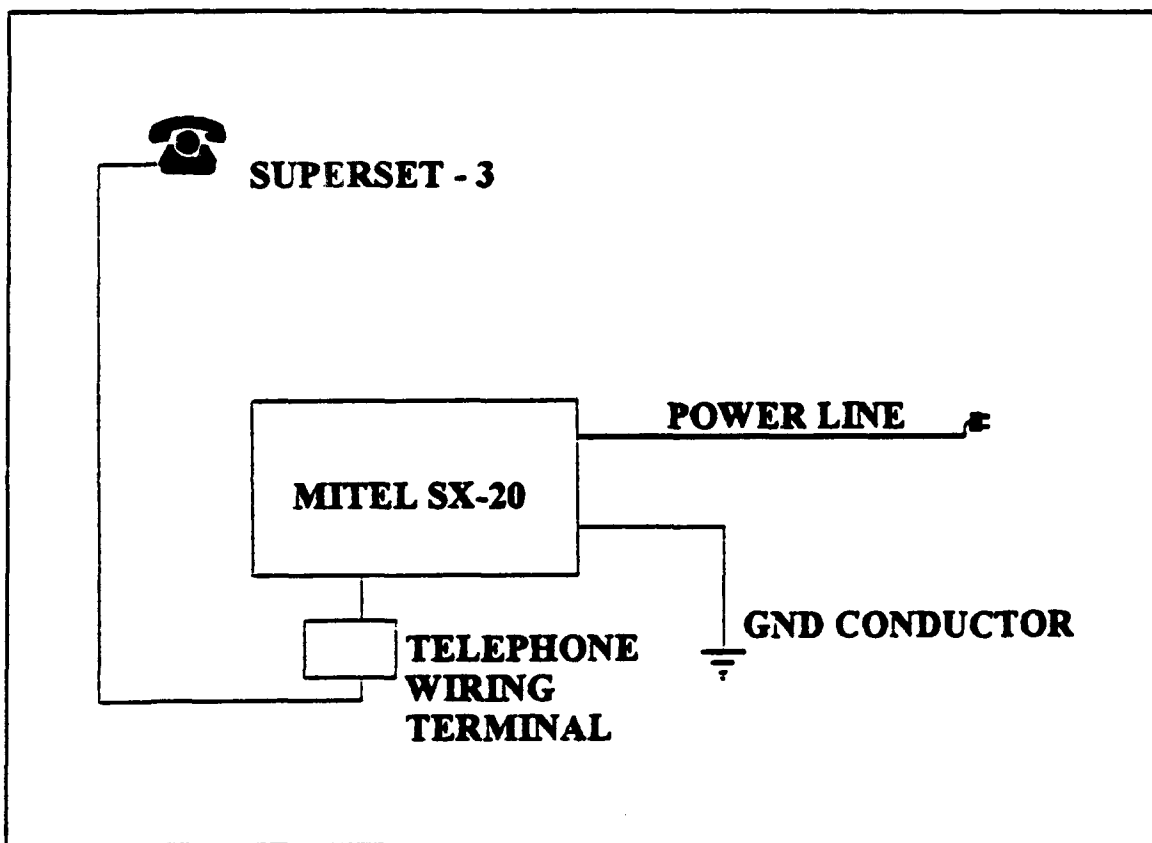 SUPERSET - 3
POWER LINE
MITEL SX-20
GND CONDUCTOR
TELEPHONE
WIRING
TERMINAL